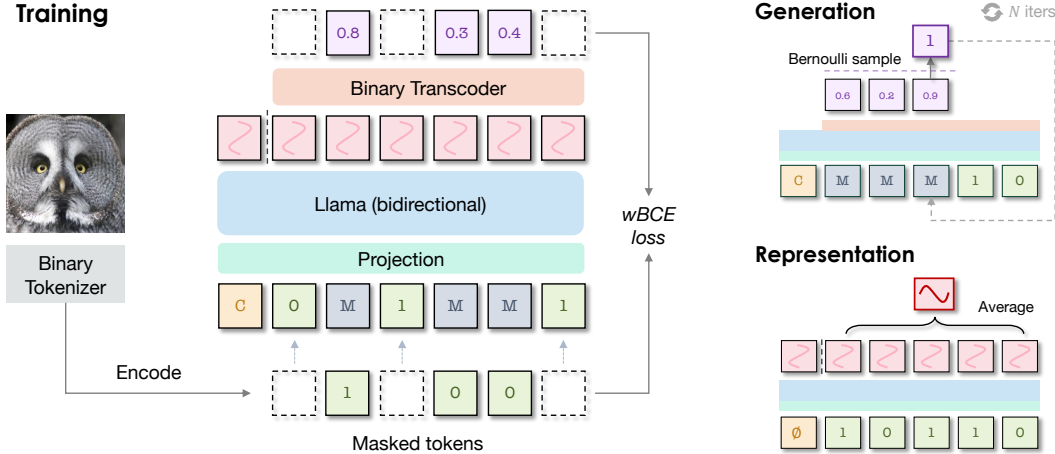 Training
0.8 0.3 0.4
Binary Transcoder
Llama (bidirectional)
Projection
C 0 M 1 M M 1
Binary
Tokenizer
Encode
1 0 0
Masked tokens
wBCE
loss
Generation
N iters
1
Bernoulli sample
0.6 0.2 0.9
C M M M 1 0
Representation
Average
Ø 1 0 1 1 0